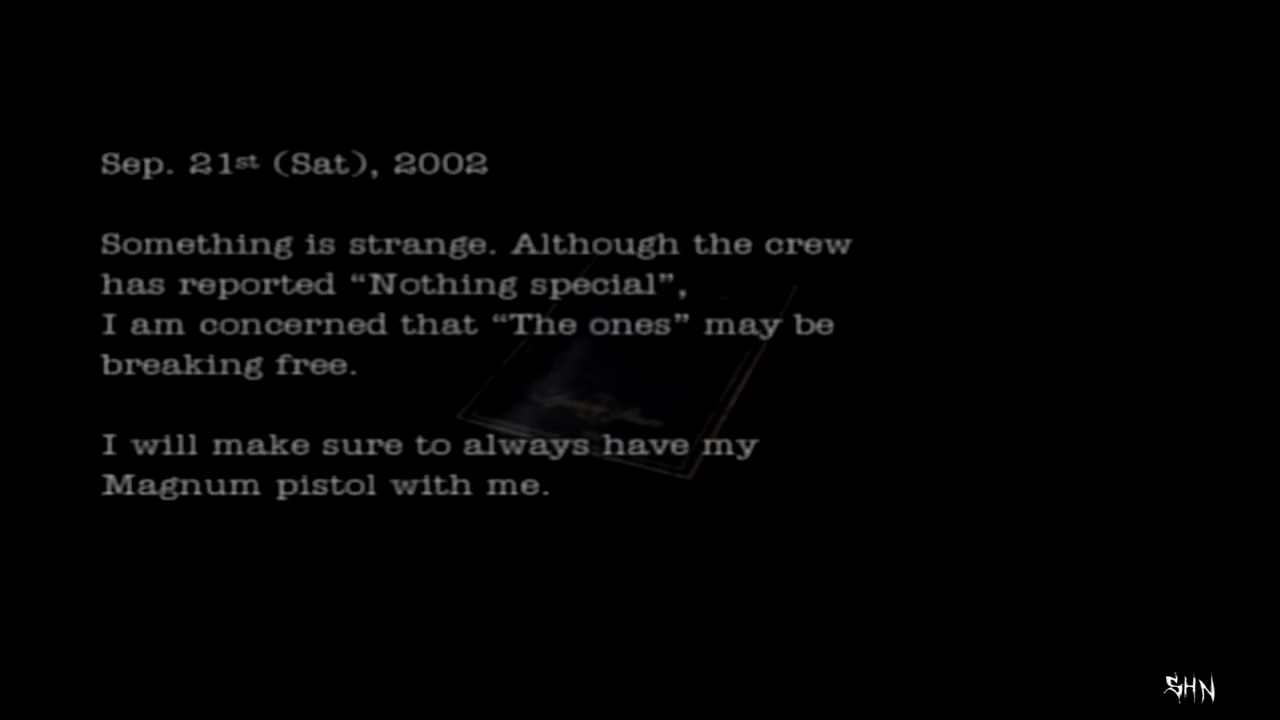 Sep. 21st (Sat), 2002
Something is strange. Although the crew
has reported “Nothing special”,
I am concerned that “The ones” may be
breaking free.
I will make sure to always have my
Magnum pistol with me.
SHN